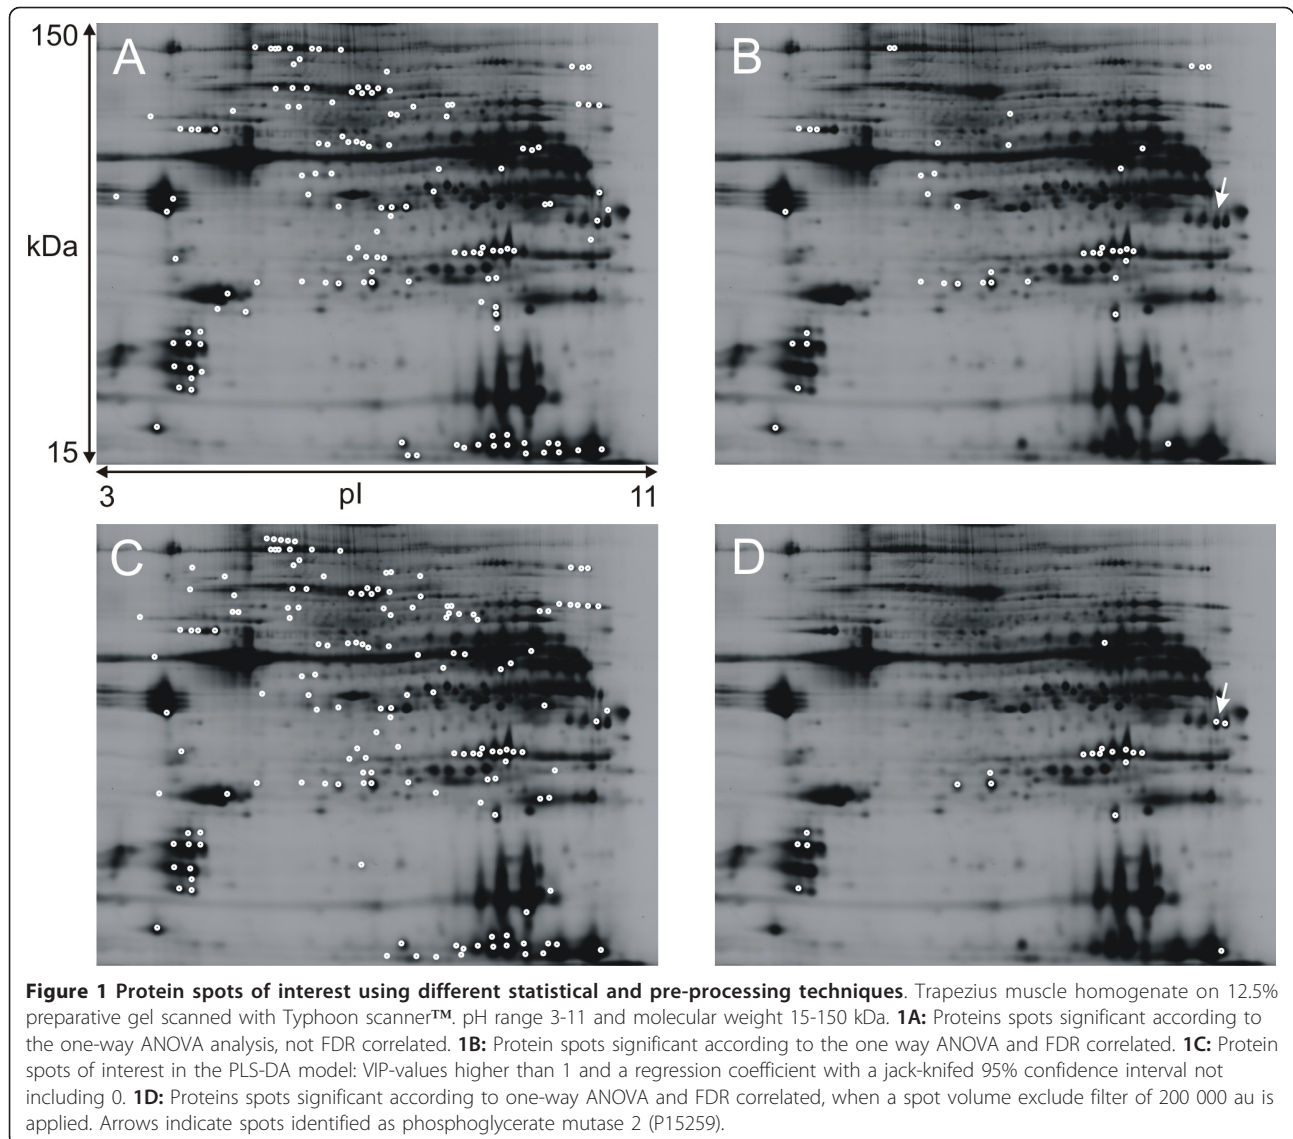 150
A
B
kDa
15
3
pI
11
C
D
Figure 1 Protein spots of interest using different statistical and pre-processing techniques. Trapezius muscle homogenate on 12.5%
preparative gel scanned with Typhoon scanner™. pH range 3-11 and molecular weight 15-150 kDa. 1A: Proteins spots significant according to
the one-way ANOVA analysis, not FDR correlated. 1B: Protein spots significant according to the one way ANOVA and FDR correlated. 1C: Protein
spots of interest in the PLS-DA model: VIP-values higher than 1 and a regression coefficient with a jack-knifed 95% confidence interval not
including 0. 1D: Proteins spots significant according to one-way ANOVA and FDR correlated, when a spot volume exclude filter of 200 000 au is
applied. Arrows indicate spots identified as phosphoglycerate mutase 2 (P15259).